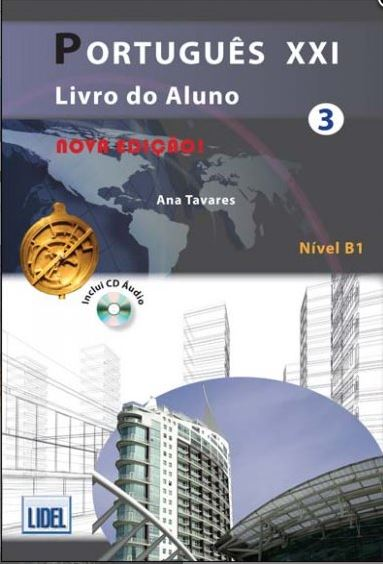 PORTUGUÊS XXI
Livro do Aluno
3
NOVA EDIÇÃO!
Ana Tavares
Nível B1
Inclui CD Áudio
LIDEL